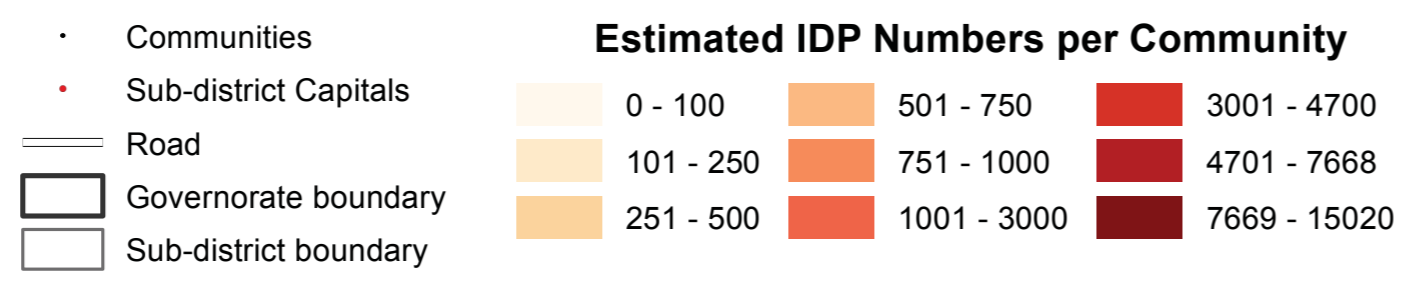 Communities
Sub-district Capitals
Road
Governorate boundary
Sub-district boundary
Estimated IDP Numbers per Community
0 - 100
101 - 250
251 - 500
501 - 750
751 - 1000
1001 - 3000
3001 - 4700
4701 - 7668
7669 - 15020